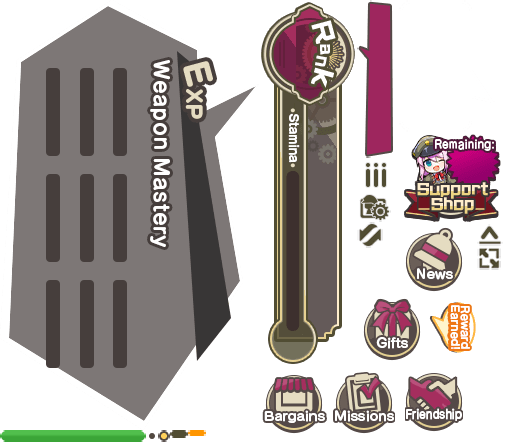 Exp
Weapon Mastery
Rank
•Stamina•
Remaining:
Support
Shop
News
Gifts
Reward
Earned!
Bargains
Missions
Friendship